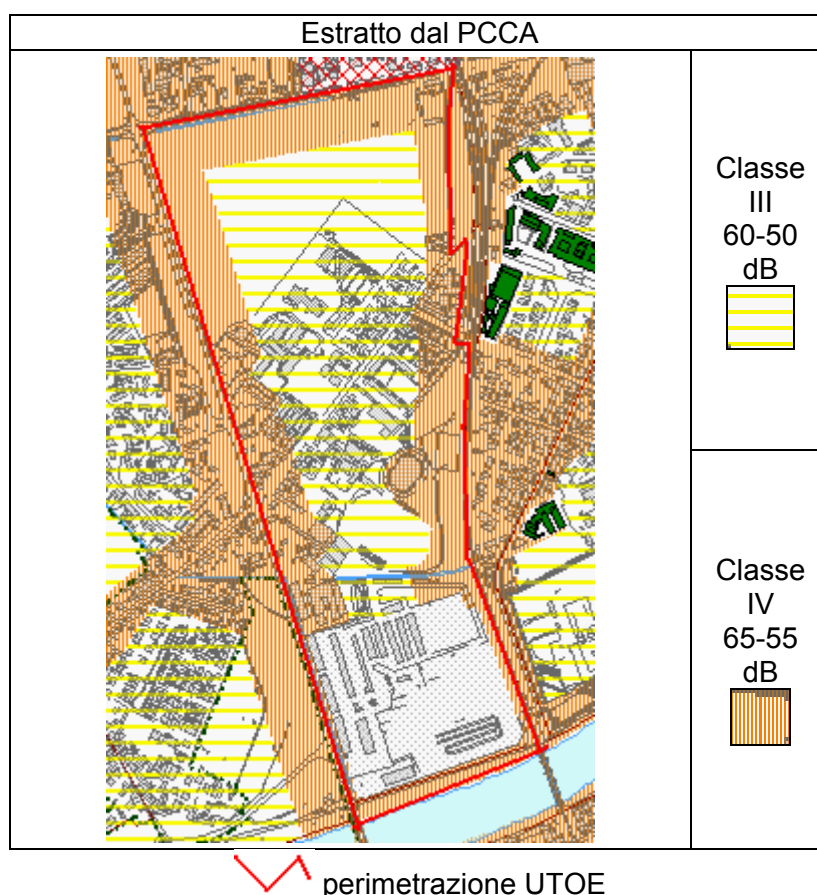 Estratto dal PCCA
Classe
III
60-50
dB
Classe
IV
65-55
dB
perimetrazione UTOE